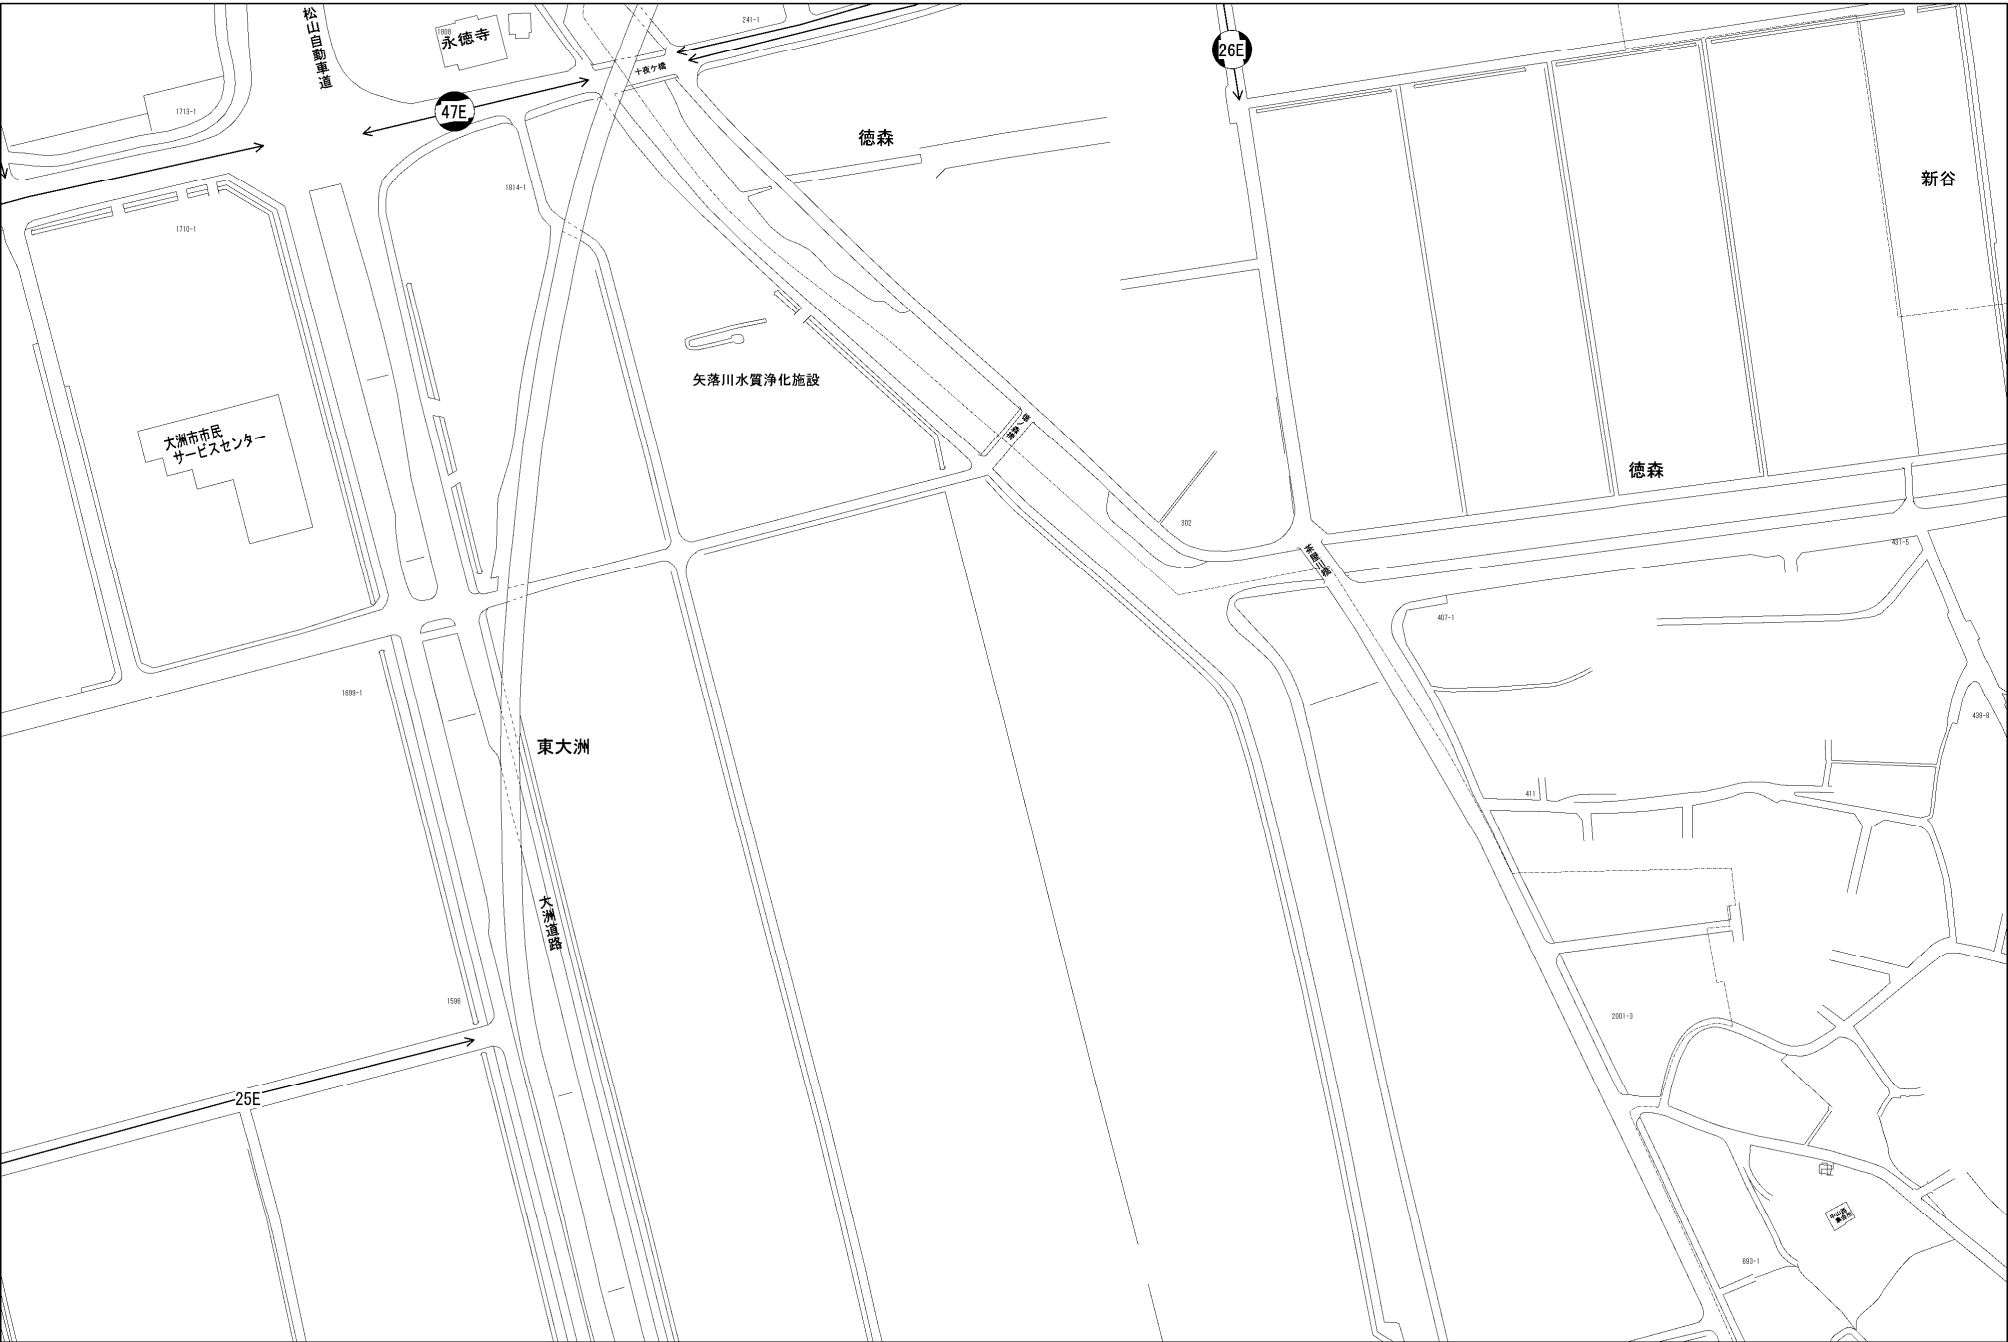 松山自動車道
1808
永徳寺
241-1
26E
十夜ケ橋
47E
1713-1
徳森
新谷
1814-1
1710-1
矢落川水質浄化施設
大洲市市民
サービスセンター
徳森
302
431-5
407-1
1699-1
439-8
東大洲
411
大洲道路
1596
2001-3
25E
693-1